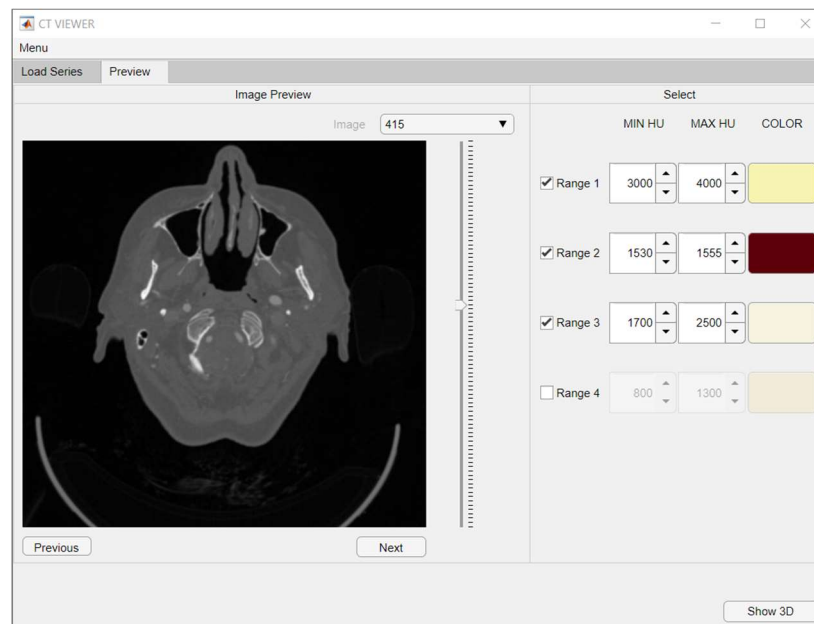 CT VIEWER
Menu
Load Series Preview
Image Preview Select
Image 415
MIN HU MAX HU COLOR
Range 1 3000 4000
Range 2 1530 1555
Range 3 1700 2500
Range 4 800 1300
Previous Next
Show 3D